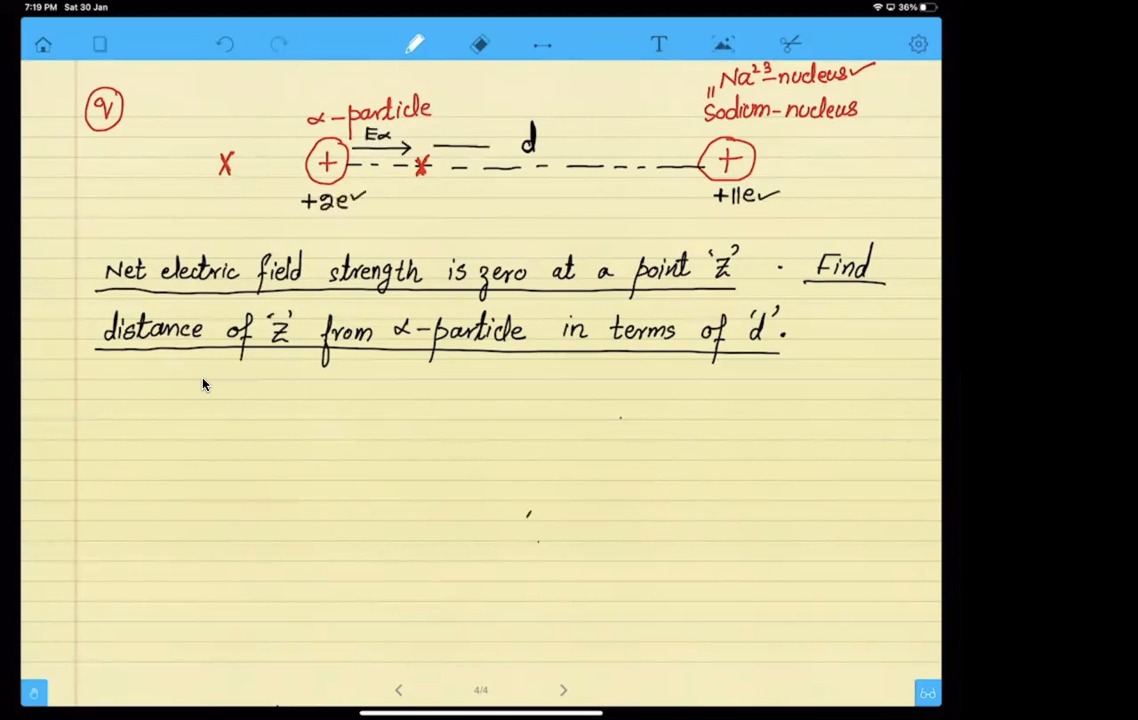 7:19 PM Sat 30 Jan
36%
T
q
α-particle
Eα
d
11Na23-nucleus
Sodium-nucleus
X
+
x
+
+2e
+11e
Net electric field strength is zero at a point 'Z' . Find
distance of 'Z' from α-particle in terms of 'd'.
4/4